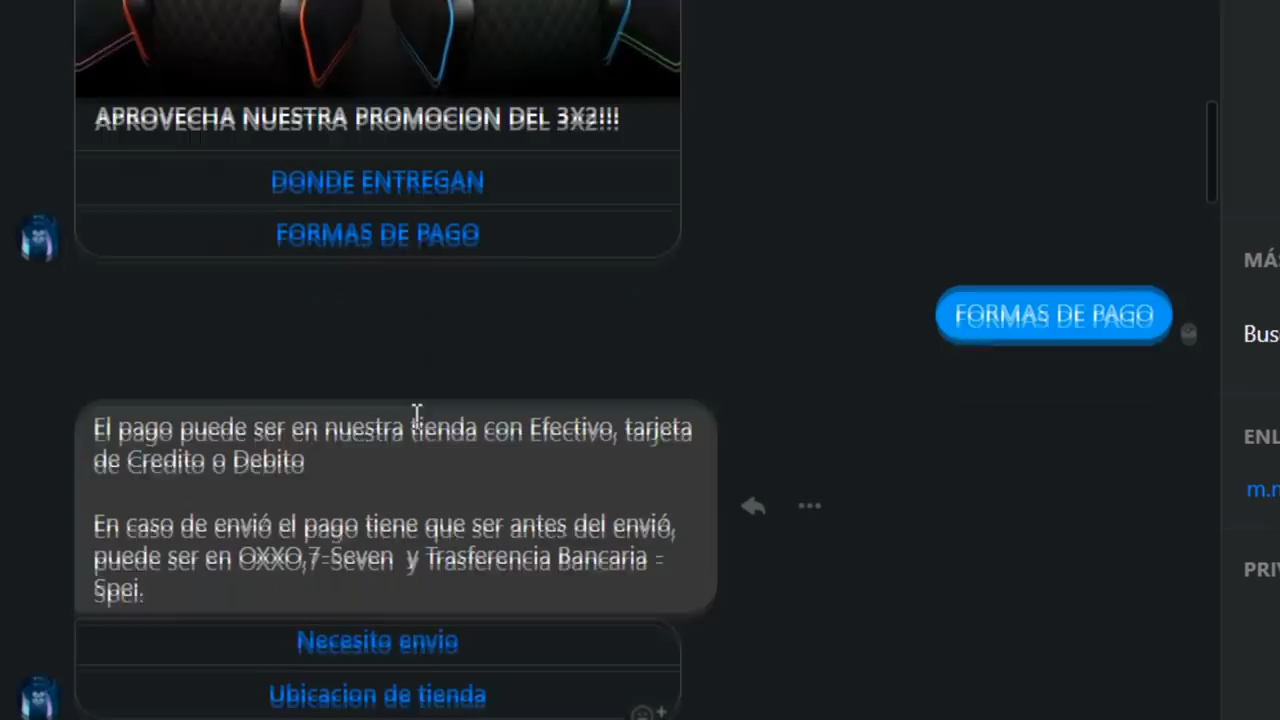 APROVECHA NUESTRA PROMOCION DEL 3X2!!!
DONDE ENTREGAN
FORMAS DE PAGO
FORMAS DE PAGO
El pago puede ser en nuestra tienda con Efectivo, tarjeta
de Credito o Debito
En caso de envió el pago tiene que ser antes del envió,
puede ser en OXXO,7-Seven y Trasferencia Bancaria -
Spei.
Necesito envio
Ubicacion de tienda
MÁS
Bus
ENL
m.
PRI